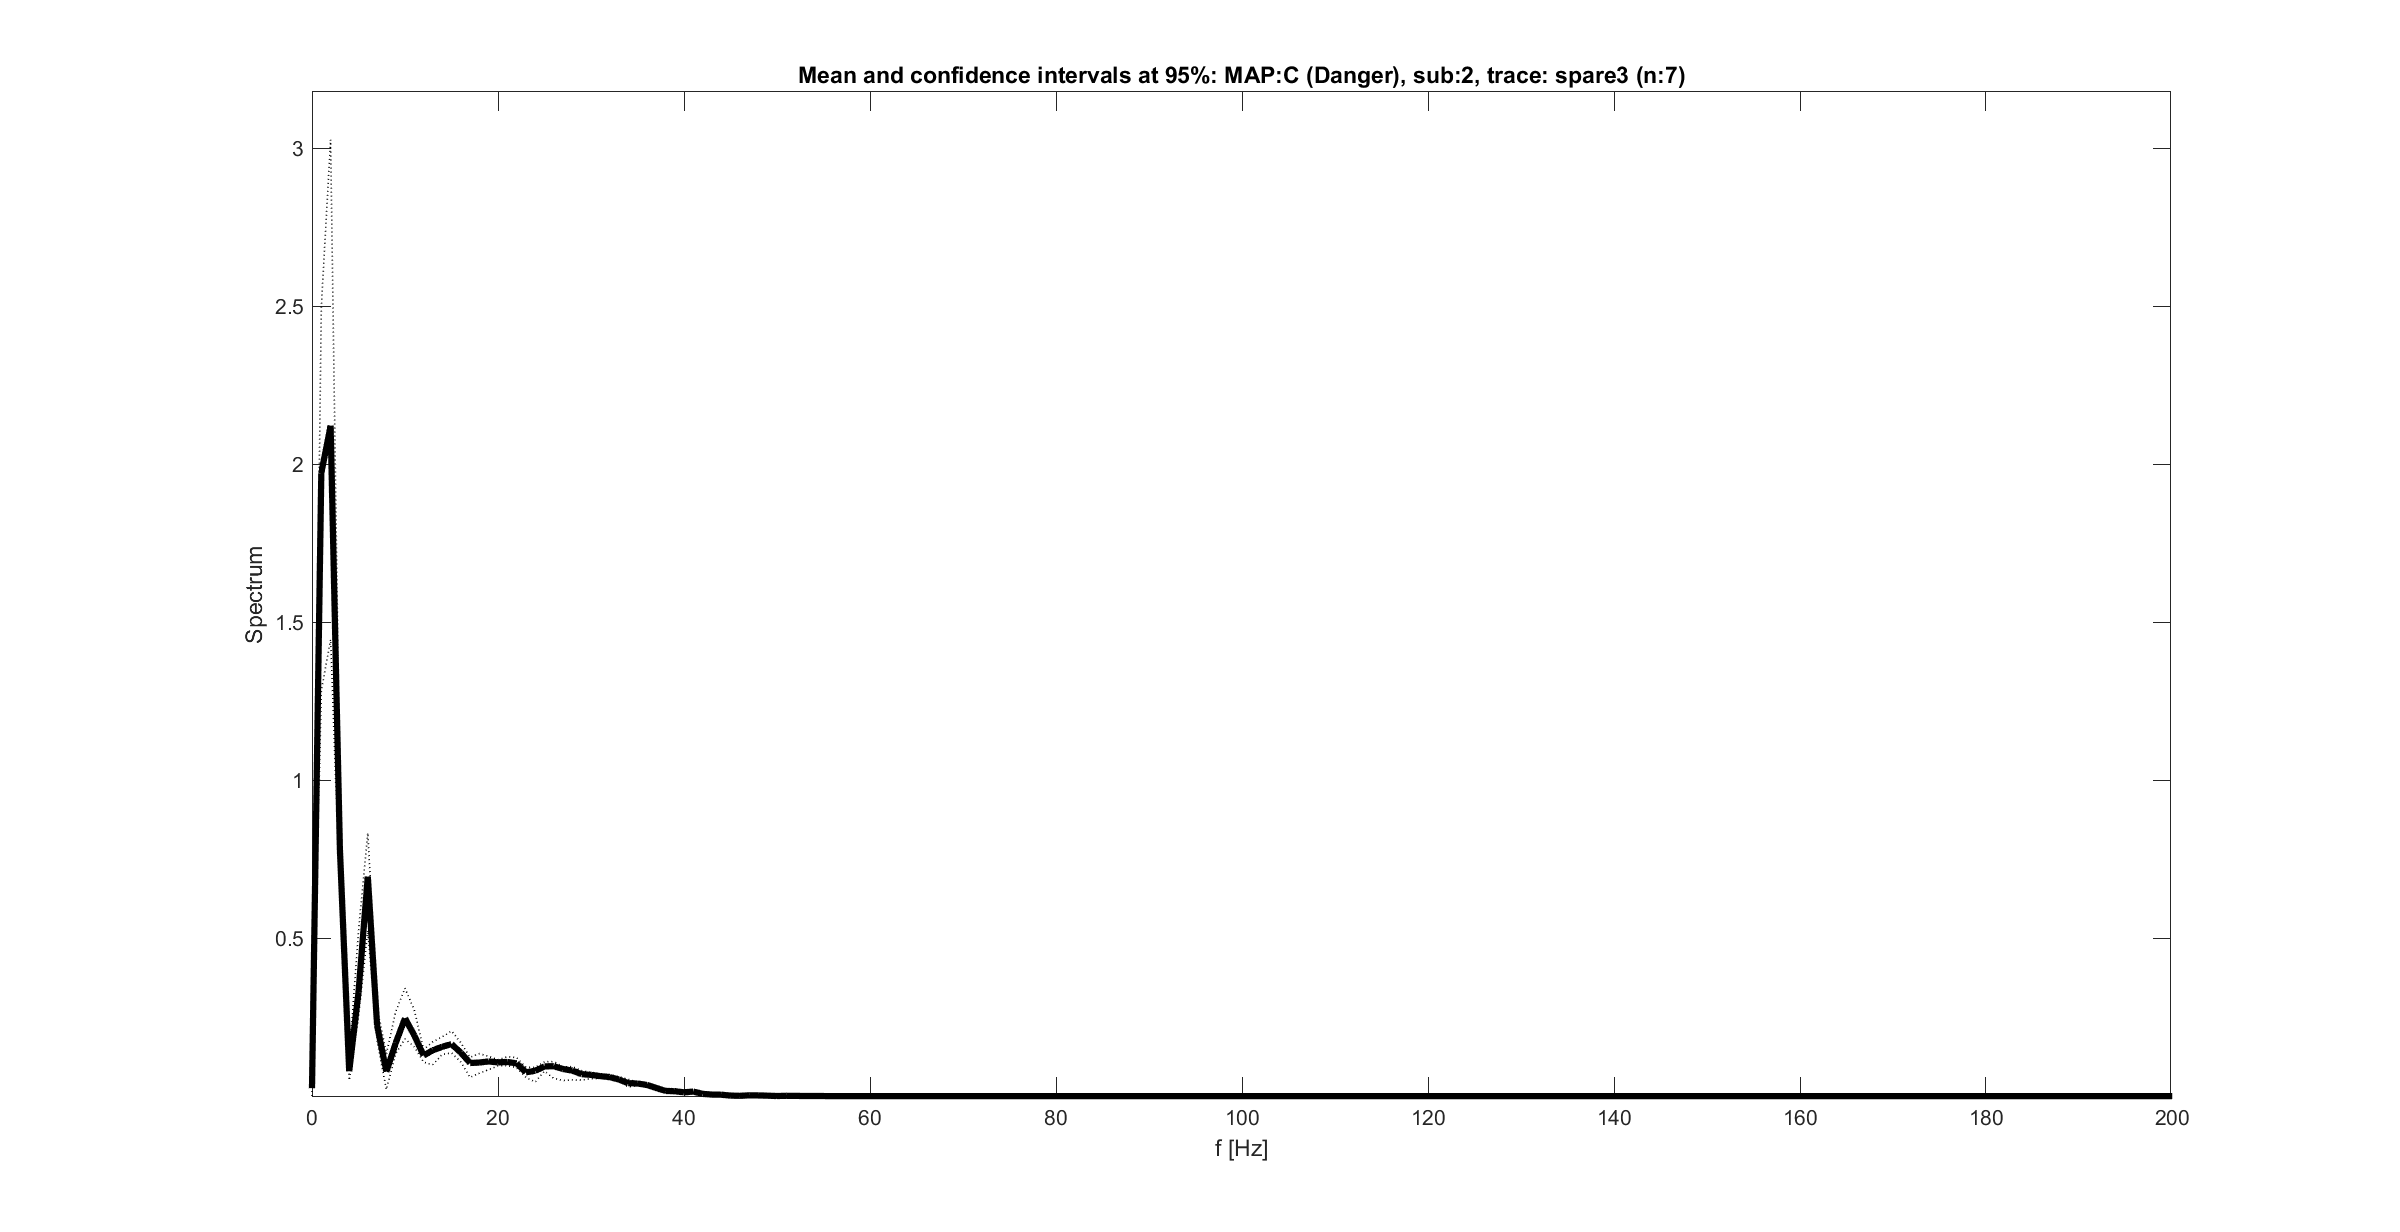 Mean and confidence intervals at 95%: MAP:C (Danger), sub:2, trace: spare3 (n:7)
3
2.5
2
1.5
1
0.5
Spectrum
0 20 40 60 80 100 120 140 160 180 200
f [Hz]